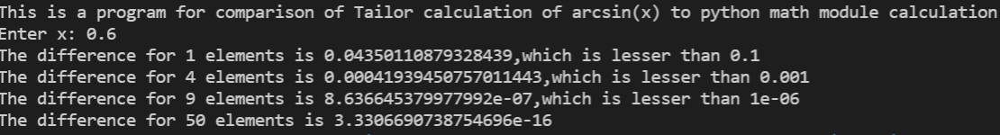 This is a program for comparison of Tailor calculation of arcsin(x) to python math module calculation
Enter x: 0.6
The difference for 1 elements is 0.04350110879328439,which is lesser than 0.1
The difference for 4 elements is 0.00041939450757011443,which is lesser than 0.001
The difference for 9 elements is 8.636645379977992e-07,which is lesser than 1e-06
The difference for 50 elements is 3.3306690738754696e-16